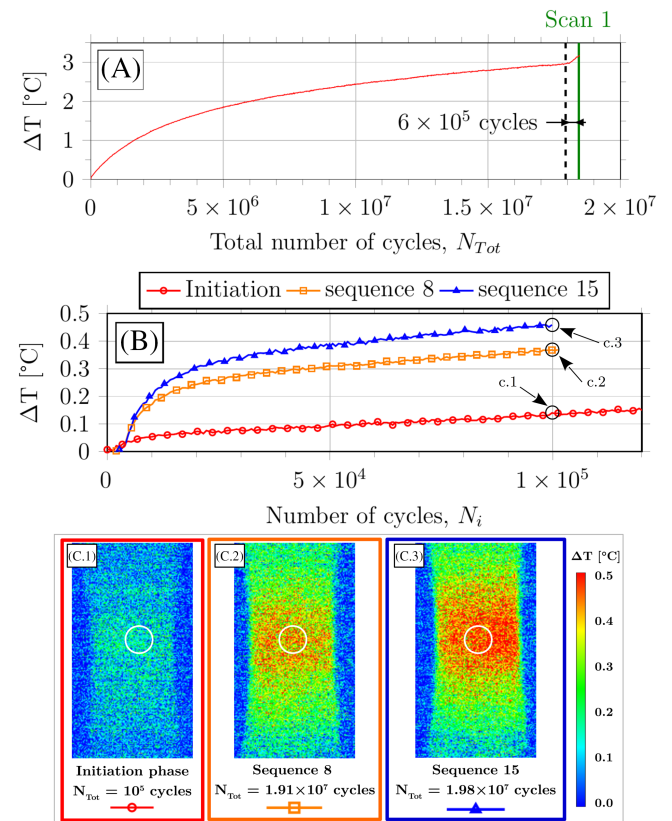 Scan 1
(A)
3
2
1
0
ΔT [°C]
6 × 10⁵ cycles
0
5 × 10⁶
1 × 10⁷
1.5 × 10⁷
2 × 10⁷
Total number of cycles, N_Tot
Initiation sequence 8 sequence 15
(B)
0.5
0.4
0.3
0.2
0.1
0
ΔT [°C]
c.3
c.2
c.1
0
5 × 10⁴
1 × 10⁵
Number of cycles, N_i
(C.1)
Initiation phase
N_Tot = 10⁵ cycles
(C.2)
Sequence 8
N_Tot = 1.91×10⁷ cycles
(C.3)
Sequence 15
N_Tot = 1.98×10⁷ cycles
ΔT [°C]
0.5
0.4
0.3
0.2
0.1
0.0